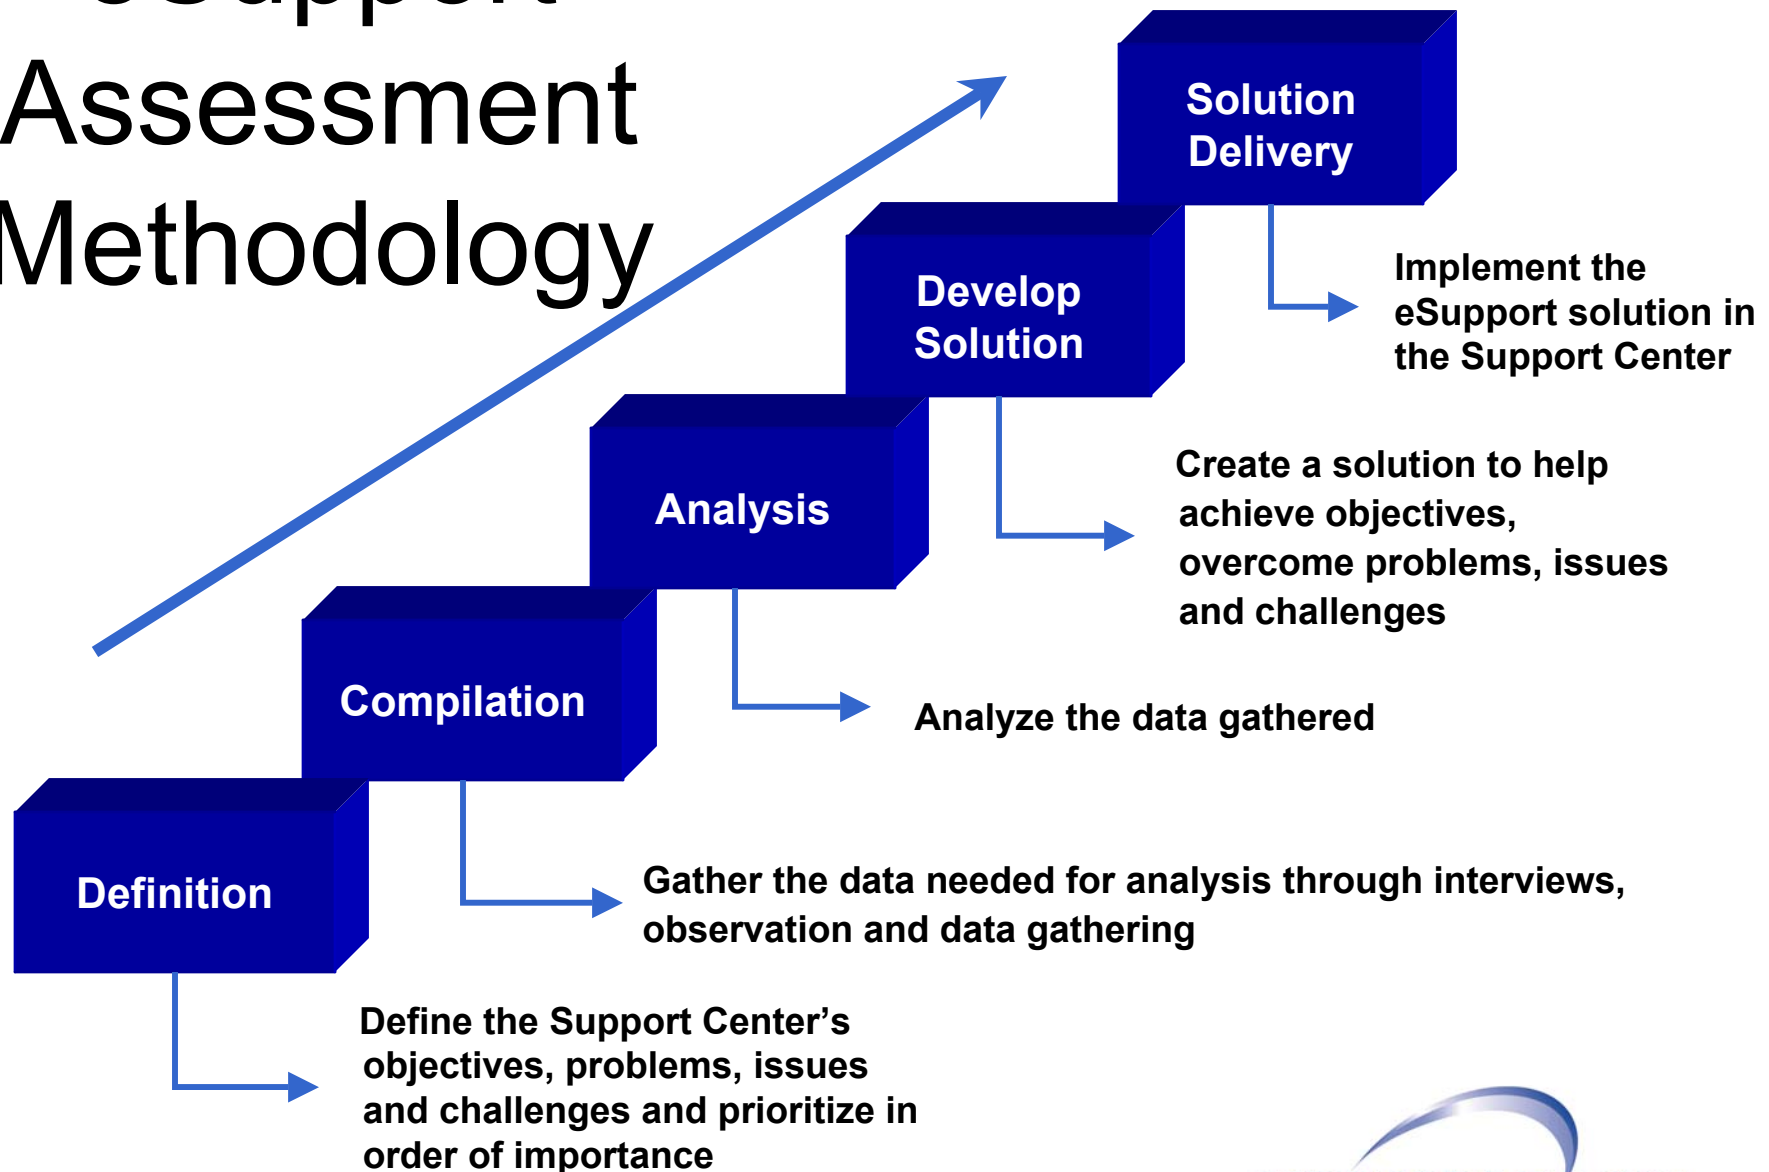 eSupport
Assessment
Methodology
Solution
Delivery
Implement the
eSupport solution in
the Support Center
Develop
Solution
Create a solution to help
achieve objectives,
overcome problems, issues
and challenges
Analysis
Analyze the data gathered
Compilation
Gather the data needed for analysis through interviews,
observation and data gathering
Definition
Define the Support Center’s
objectives, problems, issues
and challenges and prioritize in
order of importance